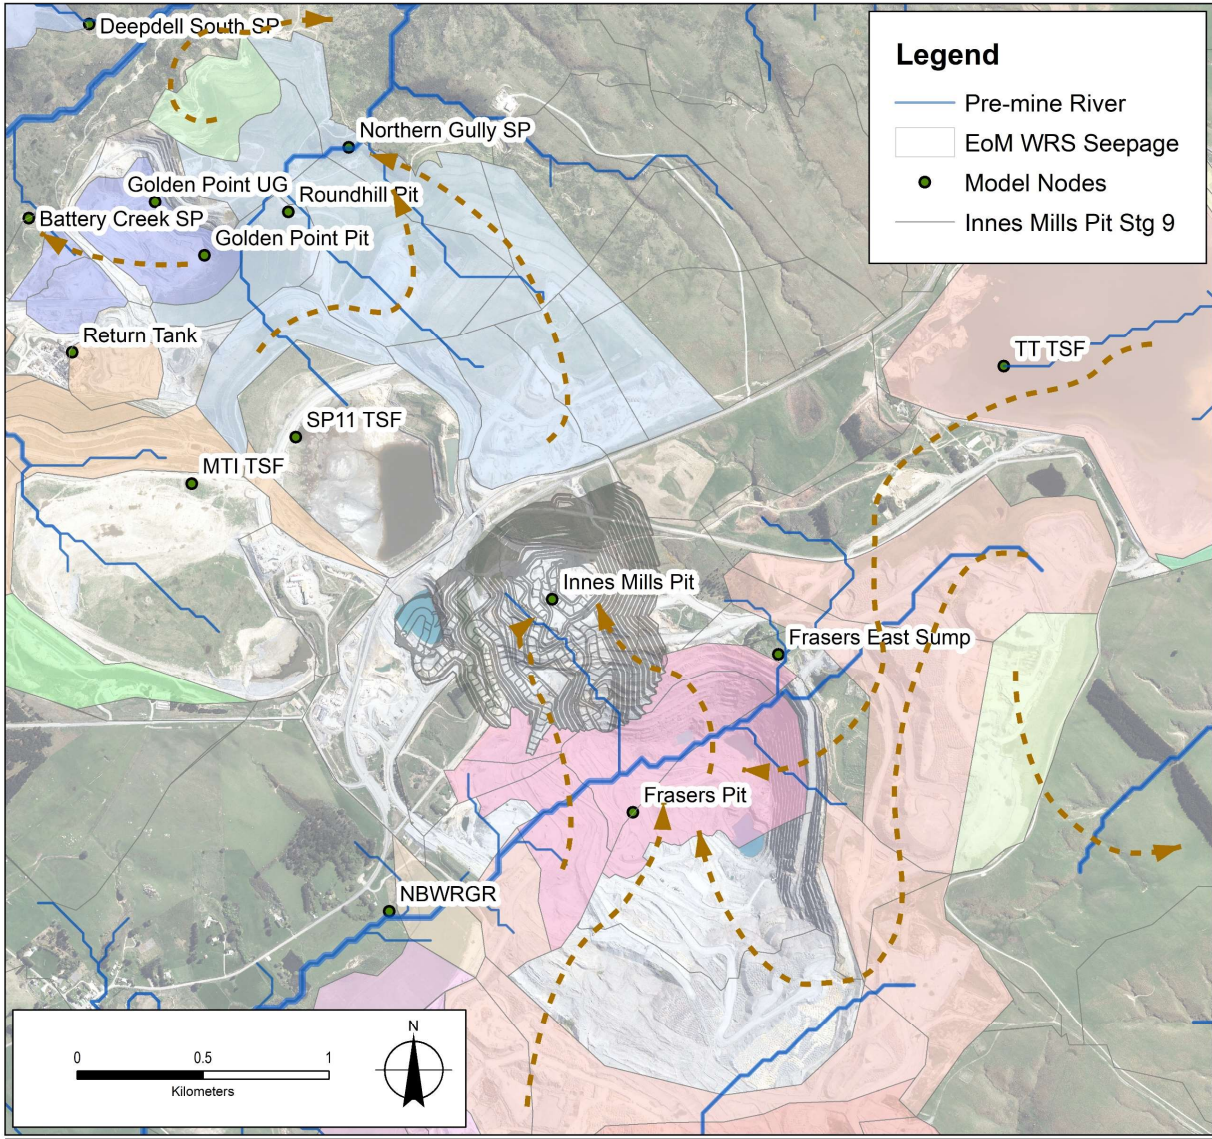 Deepdell South SP
Legend
Pre-mine River
EoM WRS Seepage
Model Nodes
Innes Mills Pit Stg 9
Northern Gully SP
Golden Point UG
Roundhill Pit
Battery Creek SP
Golden Point Pit
Return Tank
TT TSF
SP11 TSF
MTI TSF
Innes Mills Pit
Frasers East Sump
Frasers Pit
NBWRGR
N
0 0.5 1
Kilometers